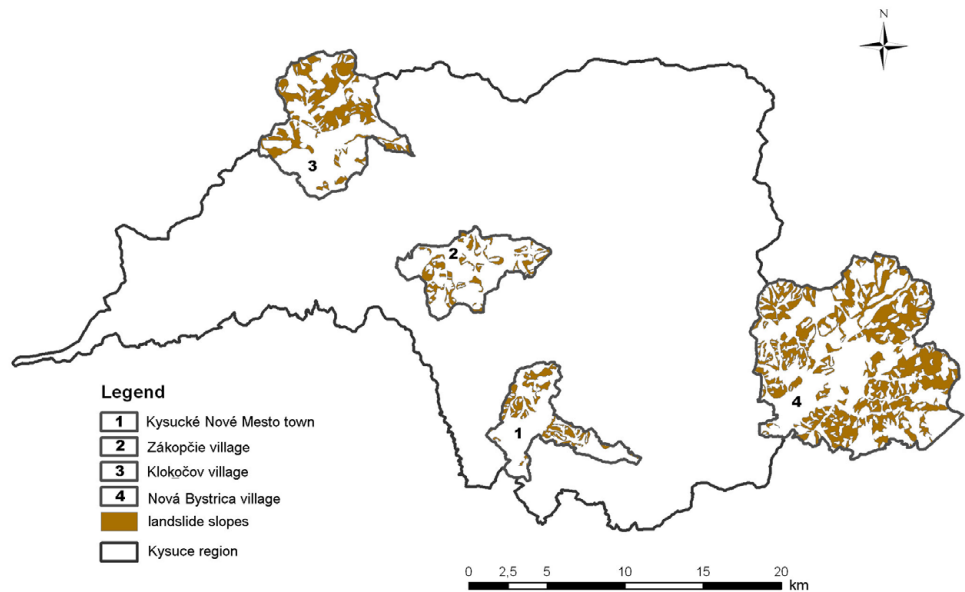 N
3
2
4
1
Legend
1 Kysucké Nové Mesto town
2 Zákopčie village
3 Klokočov village
4 Nová Bystrica village
landslide slopes
Kysuce region
0 2,5 5 10 15 20
km